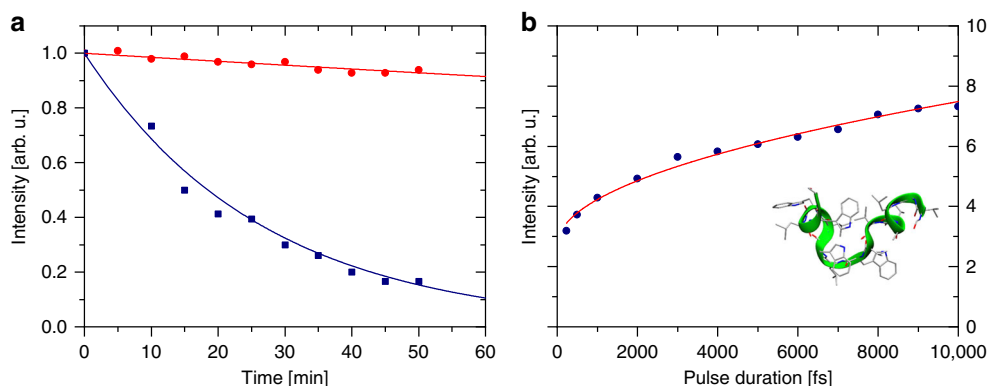 a
b
1.0
0.8
0.6
0.4
0.2
0.0
Intensity [arb. u.]
0 10 20 30 40 50 60
Time [min]
Intensity [arb. u.]
10
8
6
4
2
0
0 2000 4000 6000 8000 10,000
Pulse duration [fs]